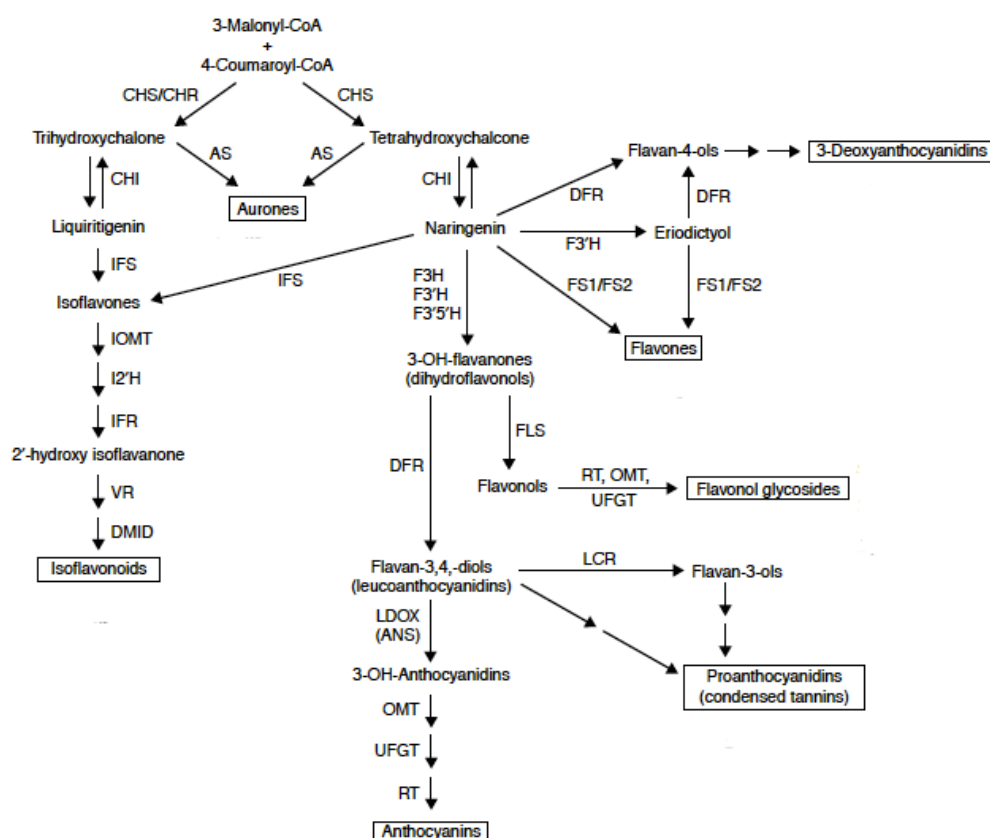 3-Malonyl-CoA
+
4-Coumaroyl-CoA
CHS/CHR
CHS
Trihydroxychalone
Tetrahydroxychalcone
AS
AS
CHI
CHI
Aurones
Flavan-4-ols
3-Deoxyanthocyanidins
DFR
DFR
Liquiritigenin
Naringenin
F3'H
Eriodictyol
IFS
IFS
F3H
F3'H
F3'5'H
FS1/FS2
FS1/FS2
Isoflavones
Flavones
IOMT
3-OH-flavanones
(dihydroflavonols)
I2'H
IFR
FLS
2'-hydroxy isoflavanone
DFR
Flavonols
RT, OMT,
UFGT
Flavonol glycosides
VR
DMID
Isoflavonoids
Flavan-3,4,-diols
(leucoanthocyanidins)
LCR
Flavan-3-ols
LDOX
(ANS)
3-OH-Anthocyanidins
Proanthocyanidins
(condensed tannins)
OMT
UFGT
RT
Anthocyanins